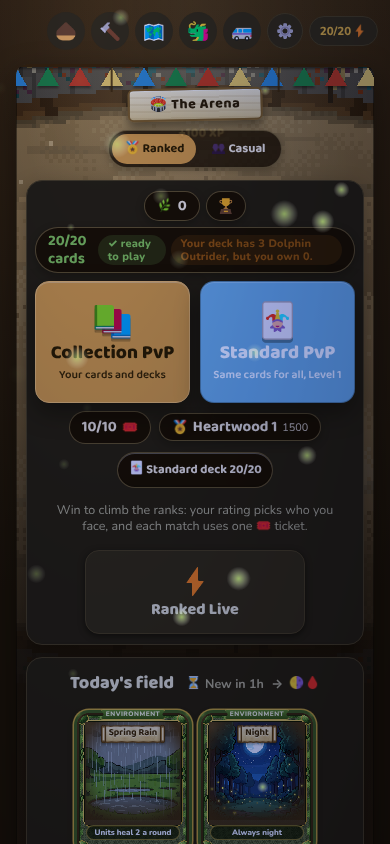 20/20
The Arena
+100 XP
Ranked
Casual
0
20/20
cards
✓ ready
to play
Your deck has 3 Dolphin
Outrider, but you own 0.
Collection PvP
Your cards and decks
Standard PvP
Same cards for all, Level 1
10/10
Heartwood 1 1500
Standard deck 20/20
Win to climb the ranks: your rating picks who you
face, and each match uses one ticket.
Ranked Live
Today's field
New in 1h →
ENVIRONMENT
Spring Rain
Units heal 2 a round
ENVIRONMENT
Night
Always night